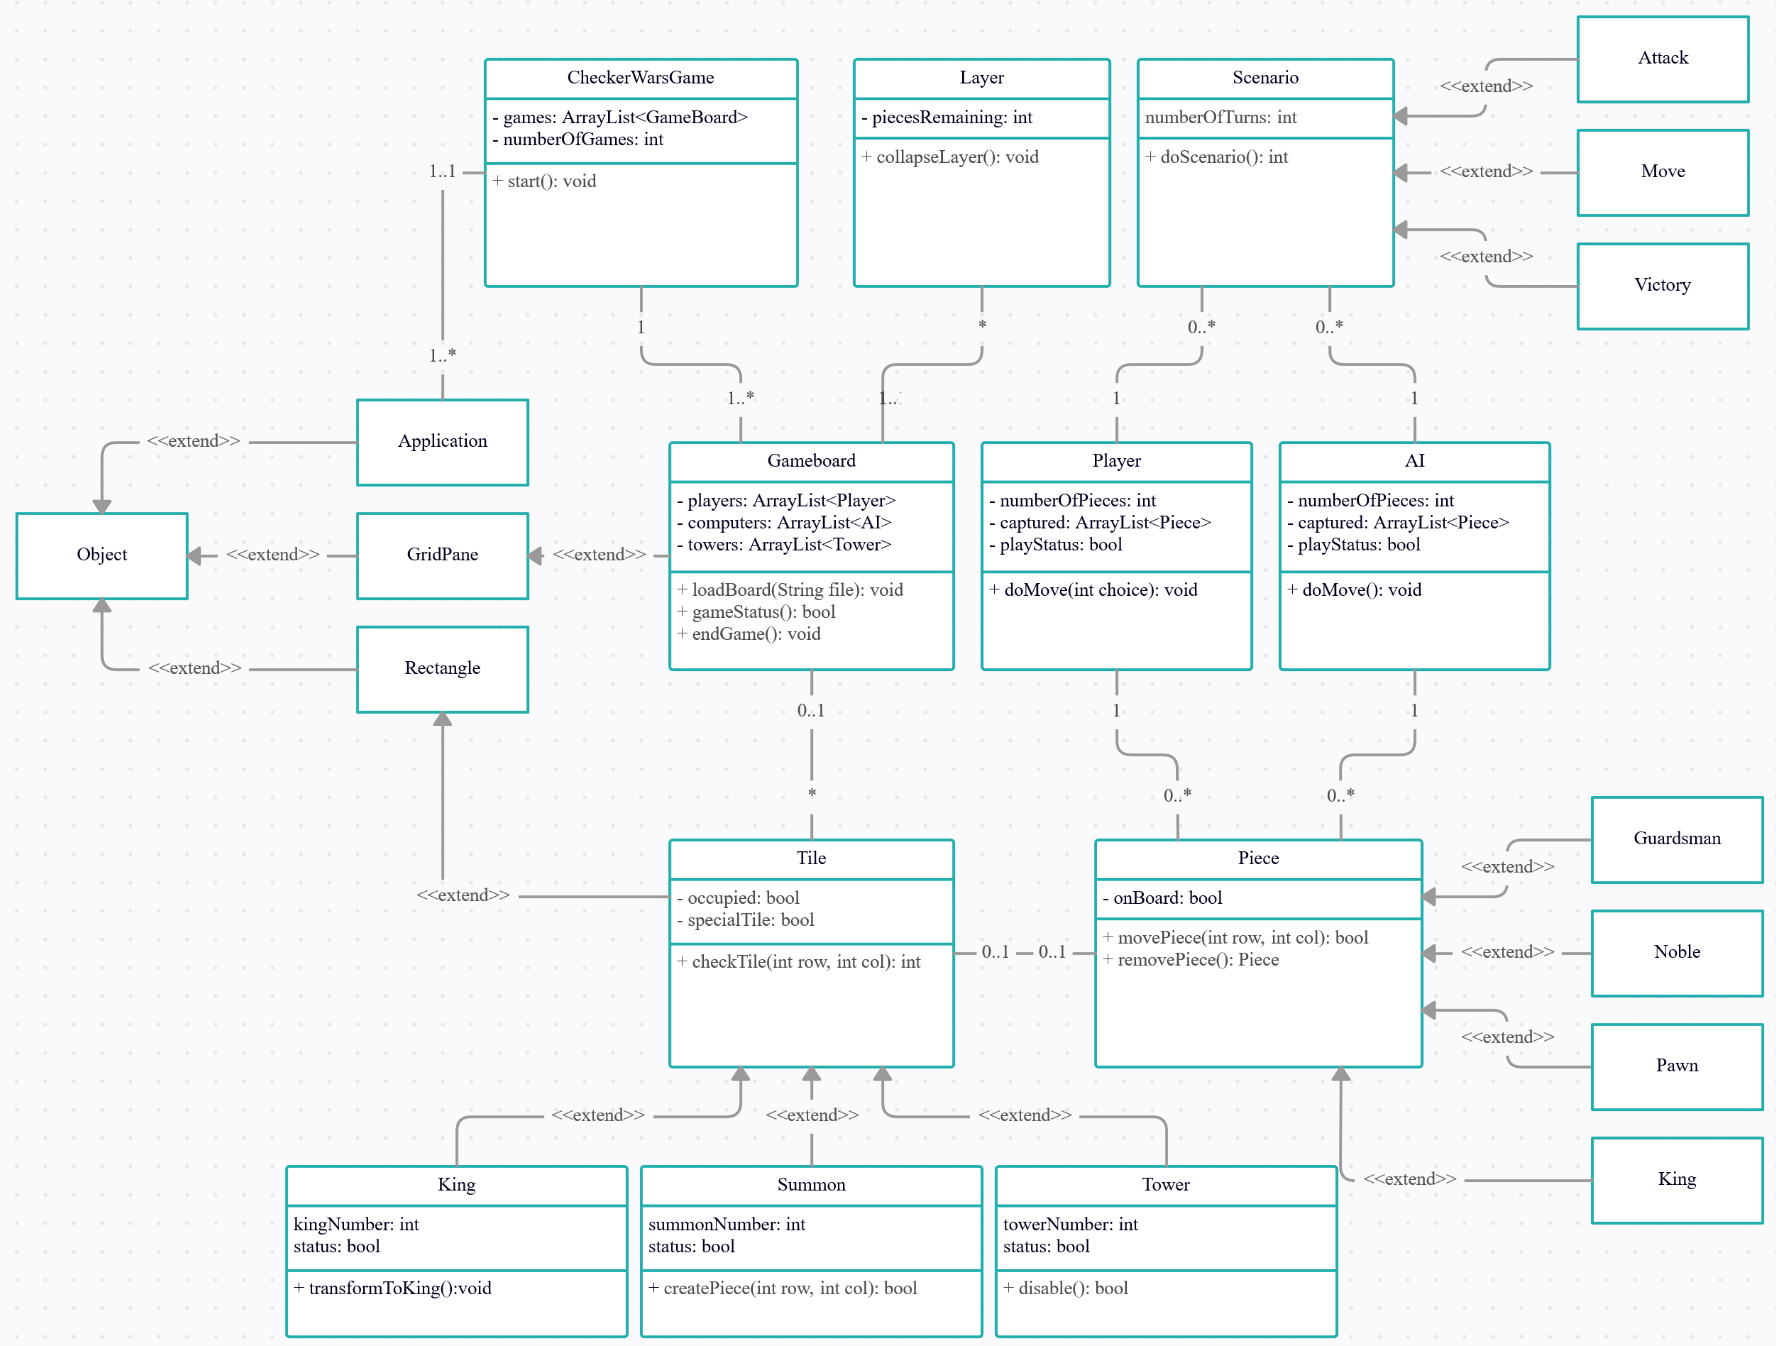 CheckerWarsGame
- games: ArrayList<GameBoard>
- numberOfGames: int
+ start(): void
Layer
- piecesRemaining: int
+ collapseLayer(): void
Scenario
numberOfTurns: int
+ doScenario(): int
<<extend>>
Attack
<<extend>>
Move
<<extend>>
Victory
1..1
1..*
1
1..*
*
1..
0..*
0..*
1
1
Application
<<extend>>
Object
<<extend>>
GridPane
<<extend>>
<<extend>>
Rectangle
Gameboard
- players: ArrayList<Player>
- computers: ArrayList<AI>
- towers: ArrayList<Tower>
+ loadBoard(String file): void
+ gameStatus(): bool
+ endGame(): void
Player
- numberOfPieces: int
- captured: ArrayList<Piece>
- playStatus: bool
+ doMove(int choice): void
AI
- numberOfPieces: int
- captured: ArrayList<Piece>
- playStatus: bool
+ doMove(): void
0..1
*
1
0..*
1
0..*
<<extend>>
Tile
- occupied: bool
- specialTile: bool
+ checkTile(int row, int col): int
0..1
0..1
Piece
- onBoard: bool
+ movePiece(int row, int col): bool
+ removePiece(): Piece
<<extend>>
Guardsman
<<extend>>
Noble
<<extend>>
Pawn
<<extend>>
King
<<extend>>
<<extend>>
<<extend>>
King
kingNumber: int
status: bool
+ transformToKing():void
Summon
summonNumber: int
status: bool
+ createPiece(int row, int col): bool
Tower
towerNumber: int
status: bool
+ disable(): bool